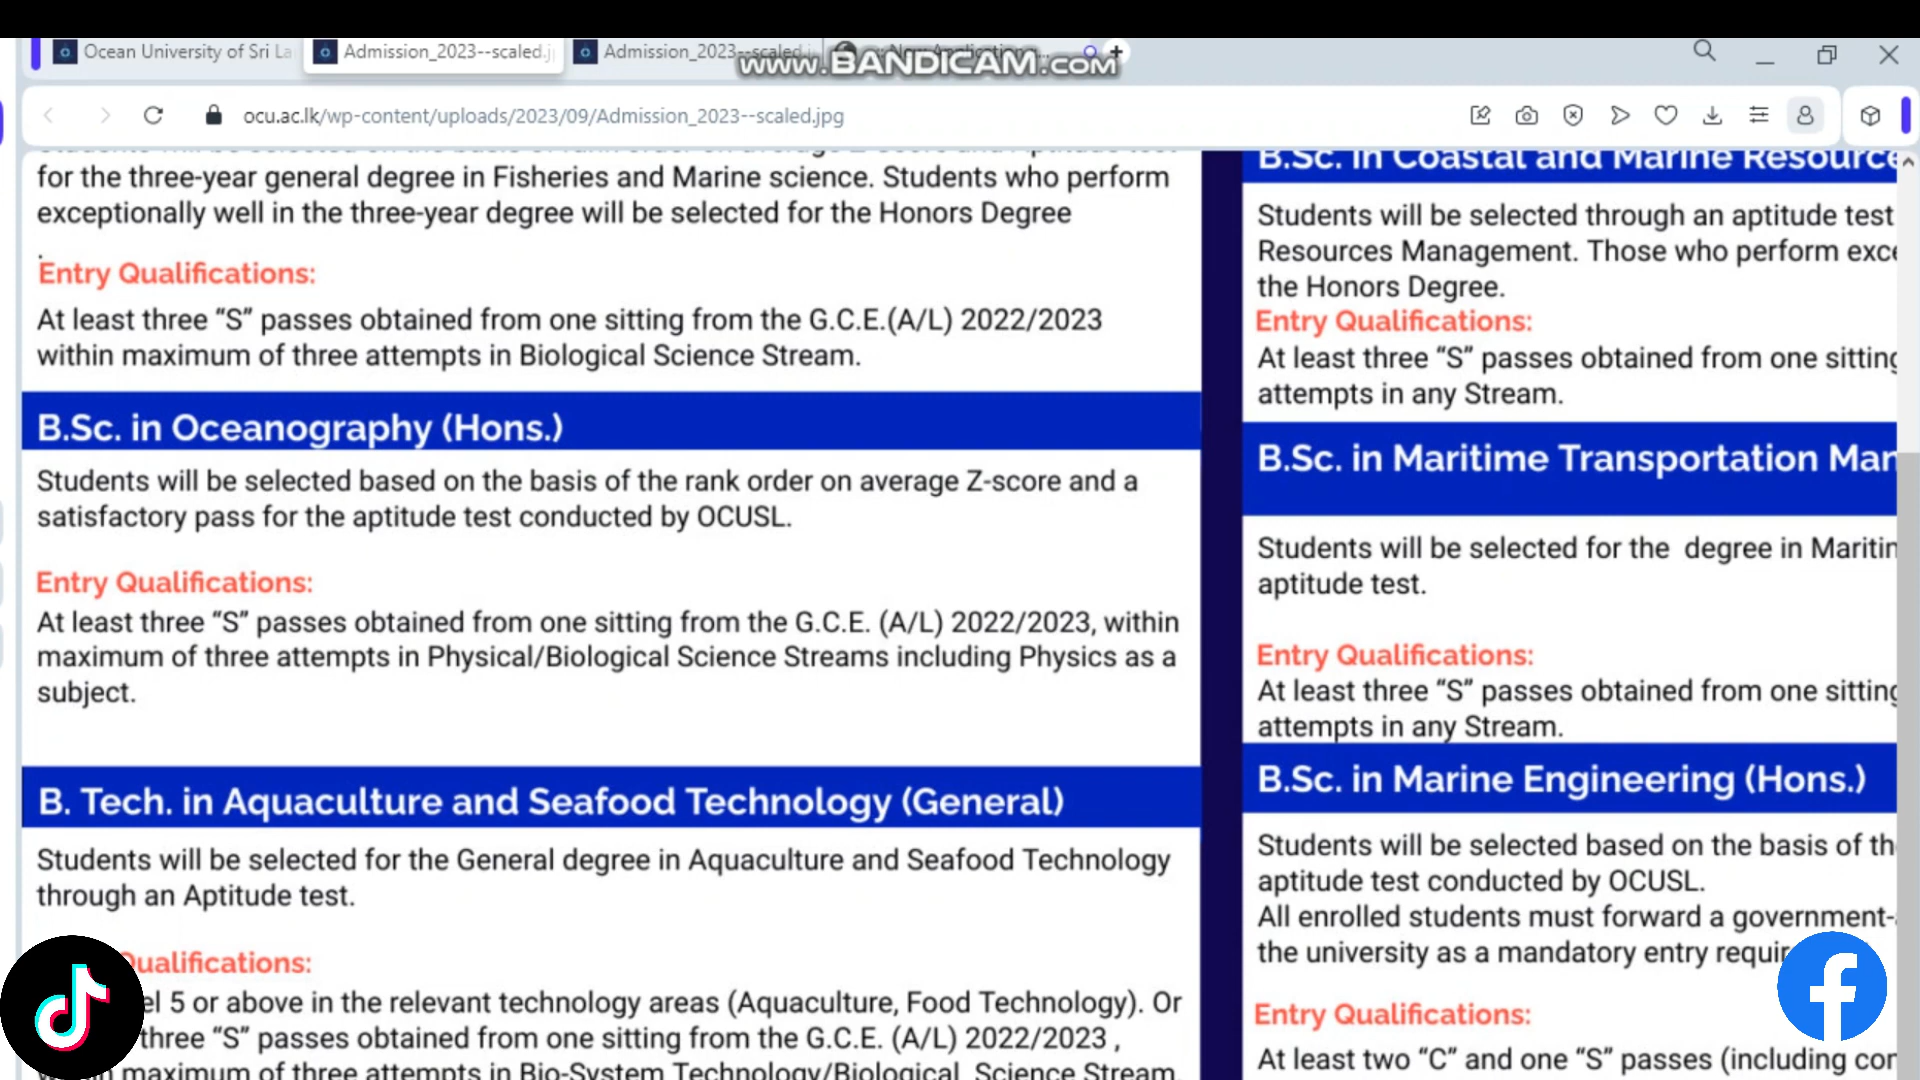 Ocean University of Sri La
Admission_2023--scaled.j
Admission_2023--scaled.j
www.BANDICAM.com
ocu.ac.lk/wp-content/uploads/2023/09/Admission_2023--scaled.jpg
for the three-year general degree in Fisheries and Marine science. Students who perform
exceptionally well in the three-year degree will be selected for the Honors Degree
.
Entry Qualifications:
At least three “S” passes obtained from one sitting from the G.C.E.(A/L) 2022/2023
within maximum of three attempts in Biological Science Stream.
B.Sc. in Oceanography (Hons.)
Students will be selected based on the basis of the rank order on average Z-score and a
satisfactory pass for the aptitude test conducted by OCUSL.
Entry Qualifications:
At least three “S” passes obtained from one sitting from the G.C.E. (A/L) 2022/2023, within
maximum of three attempts in Physical/Biological Science Streams including Physics as a
subject.
B. Tech. in Aquaculture and Seafood Technology (General)
Students will be selected for the General degree in Aquaculture and Seafood Technology
through an Aptitude test.
Qualifications:
el 5 or above in the relevant technology areas (Aquaculture, Food Technology). Or
three “S” passes obtained from one sitting from the G.C.E. (A/L) 2022/2023 ,
maximum of three attempts in Bio-System Technology/Biological Science Stream.
B.Sc. in Coastal and Marine Resource
Students will be selected through an aptitude test
Resources Management. Those who perform exce
the Honors Degree.
Entry Qualifications:
At least three “S” passes obtained from one sitting
attempts in any Stream.
B.Sc. in Maritime Transportation Man
Students will be selected for the degree in Maritin
aptitude test.
Entry Qualifications:
At least three “S” passes obtained from one sitting
attempts in any Stream.
B.Sc. in Marine Engineering (Hons.)
Students will be selected based on the basis of th
aptitude test conducted by OCUSL.
All enrolled students must forward a government-
the university as a mandatory entry requir
Entry Qualifications:
At least two “C” and one “S” passes (including cor